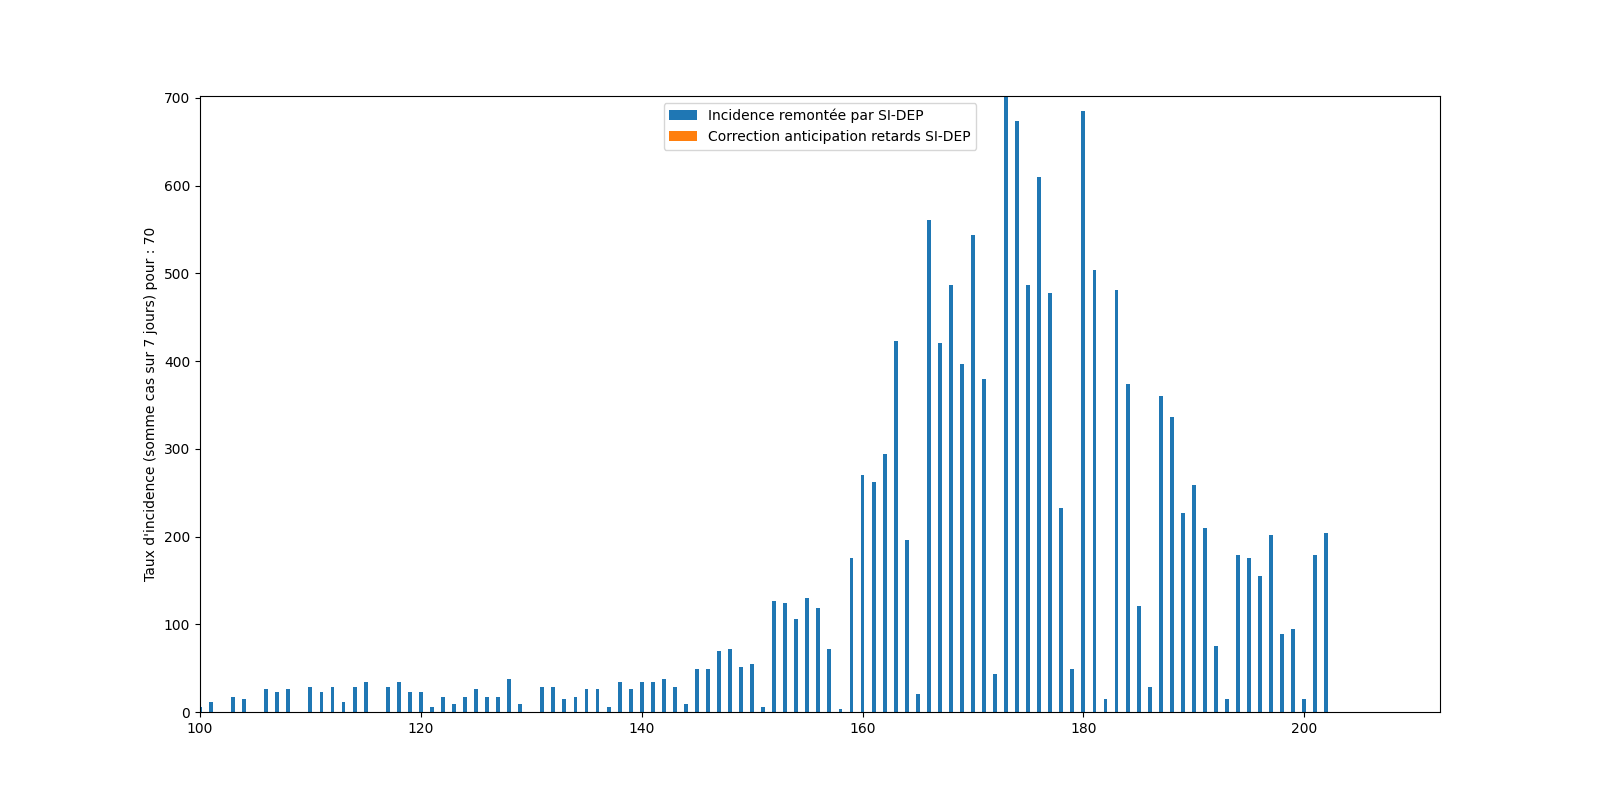 Incidence remontée par SI-DEP
Correction anticipation retards SI-DEP
Taux d'incidence (somme cas sur 7 jours) pour : 70
700
600
500
400
300
200
100
0
100 120 140 160 180 200